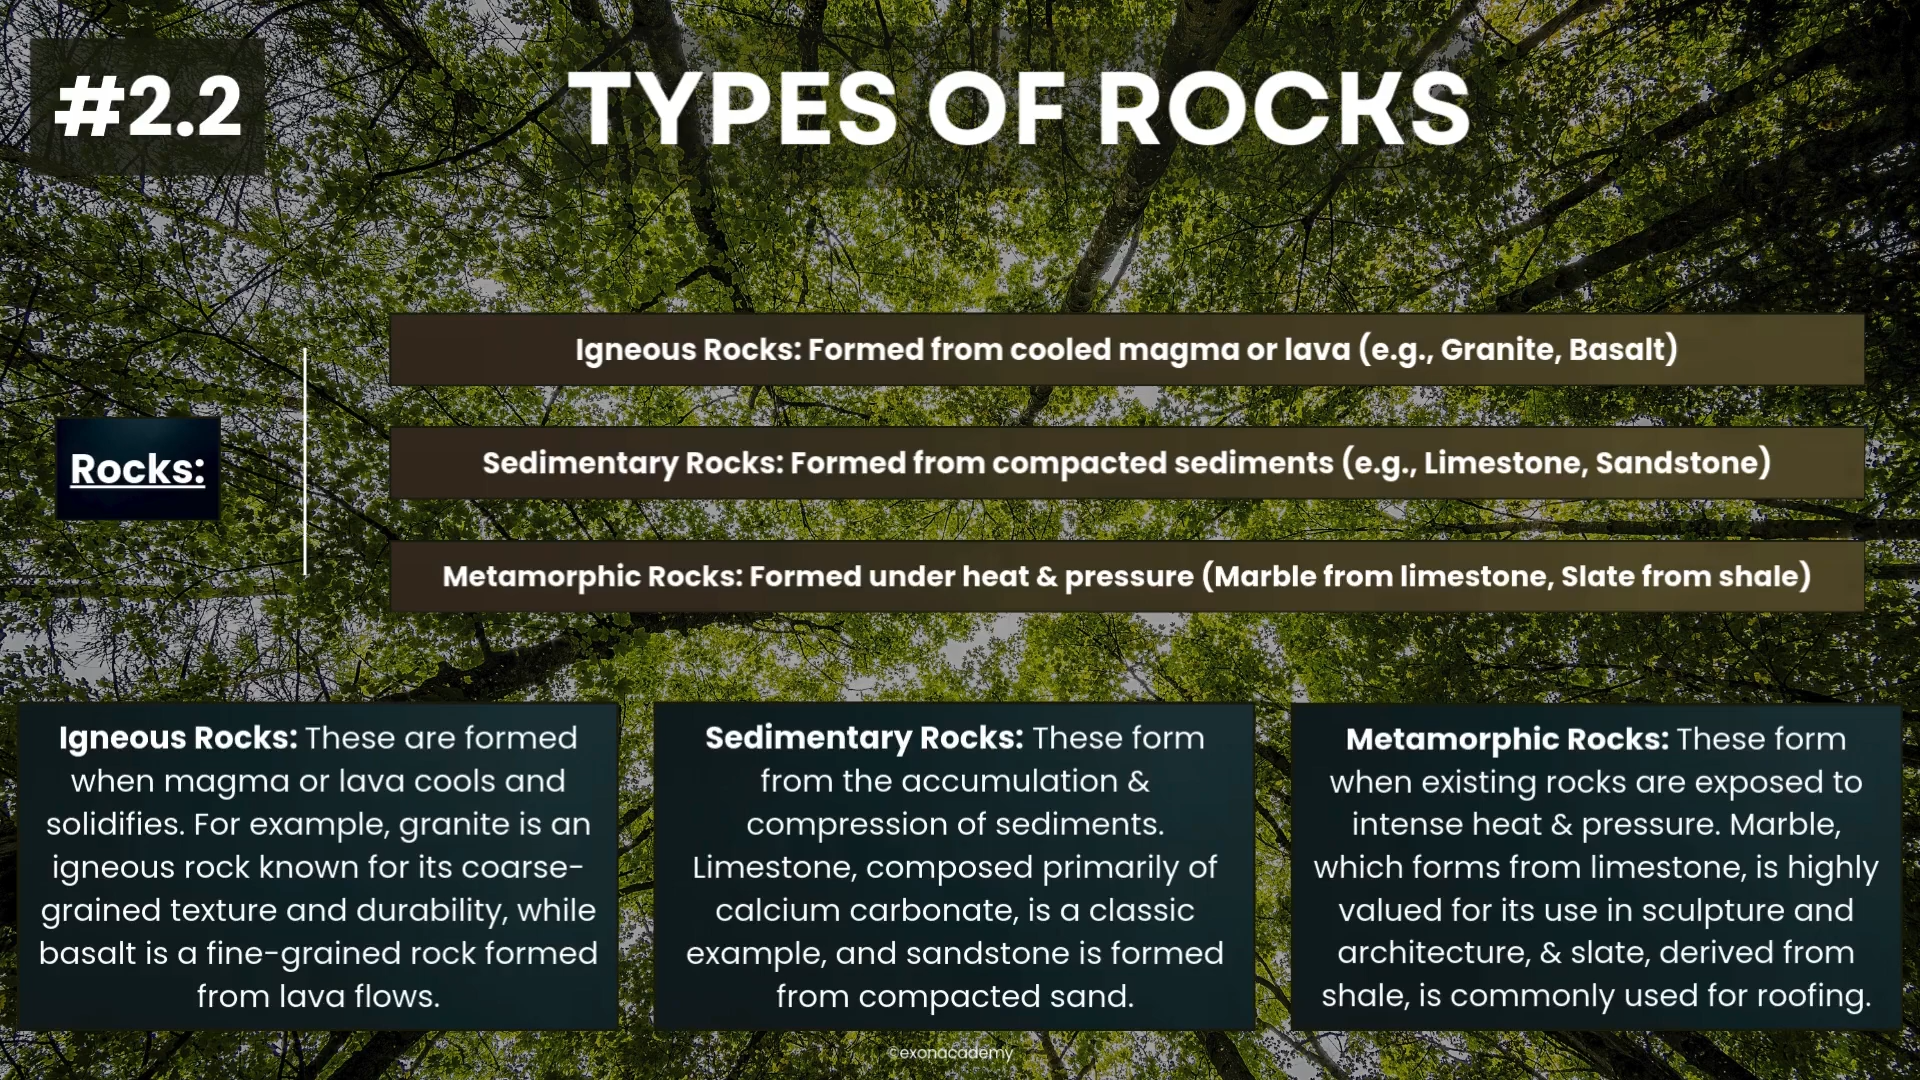 #2.2
TYPES OF ROCKS
Rocks:
Igneous Rocks: Formed from cooled magma or lava (e.g., Granite, Basalt)
Sedimentary Rocks: Formed from compacted sediments (e.g., Limestone, Sandstone)
Metamorphic Rocks: Formed under heat & pressure (Marble from limestone, Slate from shale)
Igneous Rocks: These are formed
when magma or lava cools and
solidifies. For example, granite is an
igneous rock known for its coarse-
grained texture and durability, while
basalt is a fine-grained rock formed
from lava flows.
Sedimentary Rocks: These form
from the accumulation &
compression of sediments.
Limestone, composed primarily of
calcium carbonate, is a classic
example, and sandstone is formed
from compacted sand.
Metamorphic Rocks: These form
when existing rocks are exposed to
intense heat & pressure. Marble,
which forms from limestone, is highly
valued for its use in sculpture and
architecture, & slate, derived from
shale, is commonly used for roofing.
©exonacademy